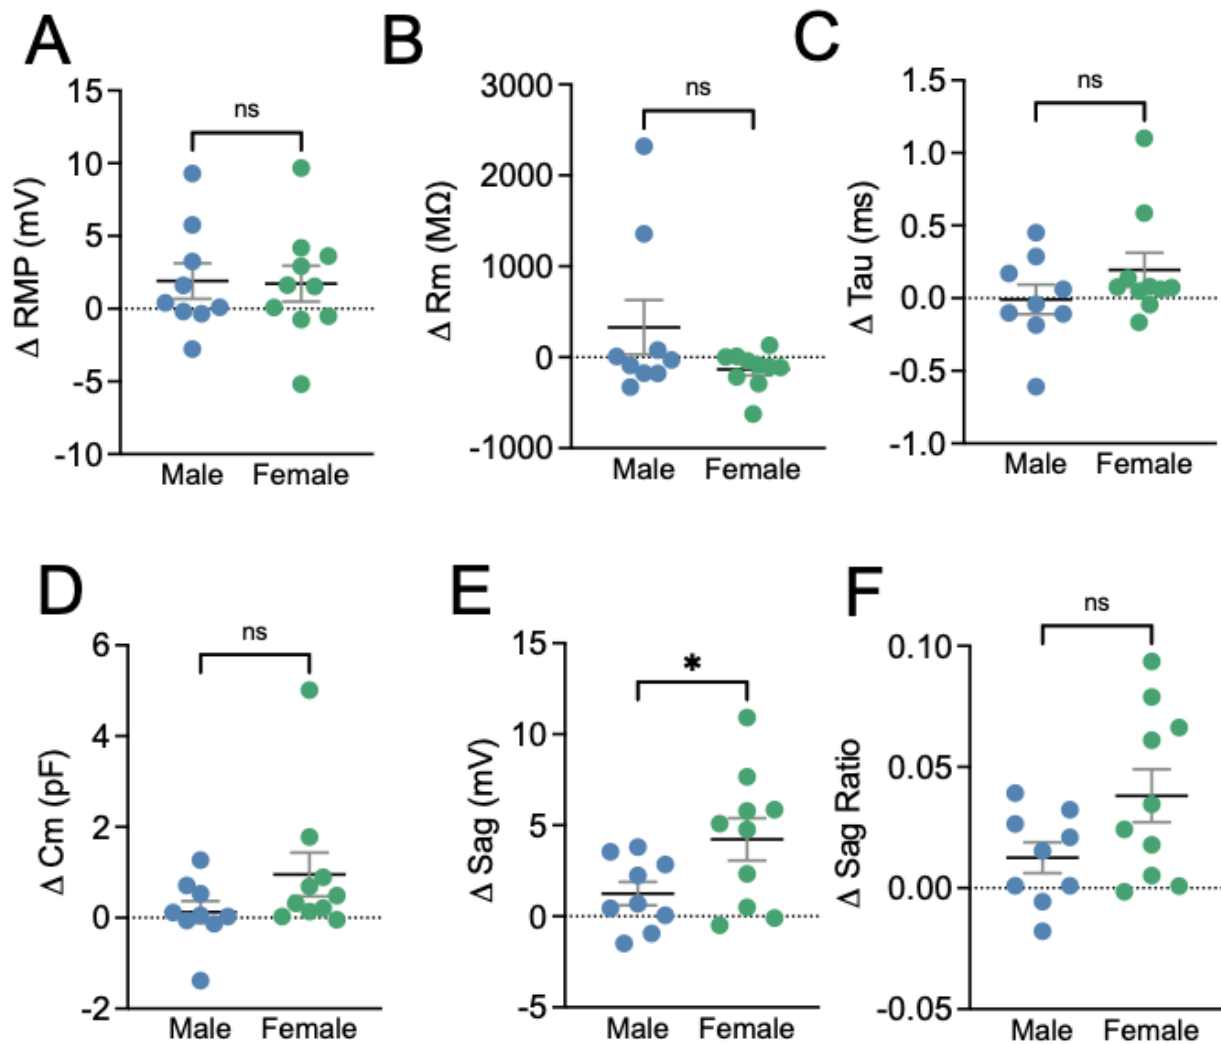 A
B
C
15
10
5
0
-5
-10
Δ RMP (mV)
ns
Male
Female
3000
2000
1000
0
-1000
Δ Rm (MΩ)
ns
Male
Female
1.5
1.0
0.5
0.0
-0.5
-1.0
Δ Tau (ms)
ns
Male
Female
D
E
F
6
4
2
0
-2
Δ Cm (pF)
ns
Male
Female
15
10
5
0
-5
Δ Sag (mV)
*
Male
Female
0.10
0.05
0.00
-0.05
Δ Sag Ratio
ns
Male
Female